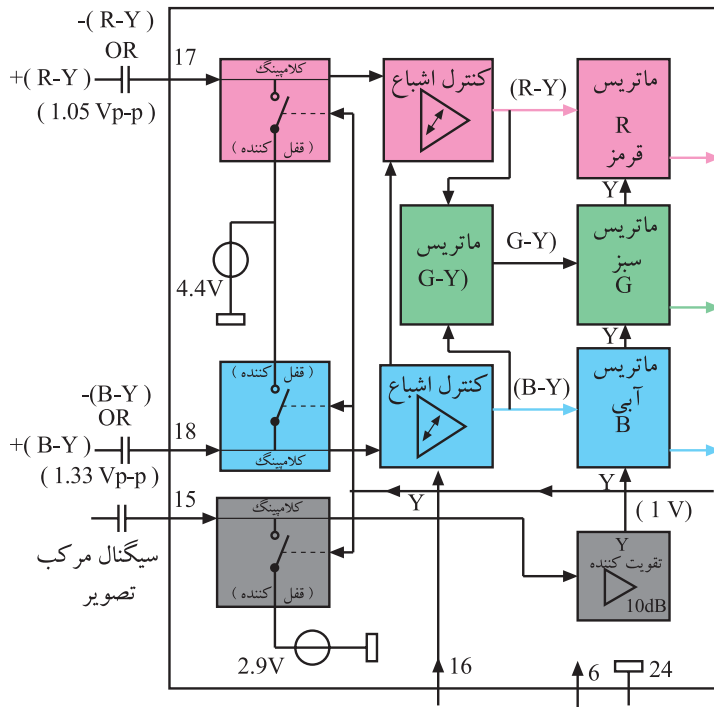 -( R-Y )
OR
+( R-Y )
( 1.05 Vp-p )
17
کلامپینگ
( قفل کننده )
کنترل اشباع
(R-Y)
ماتریس
R
قرمز
Y
4.4V
ماتریس
G-Y)
G-Y)
ماتریس
سبز
G
Y
-(B-Y )
OR
+( B-Y )
(1.33 Vp-p)
18
( قفل کننده )
کلامپینگ
کنترل اشباع
(B-Y)
ماتریس
آبی
B
Y
Y
( 1 V)
15
سیگنال مرکب
تصویر
کلامپینگ
( قفل کننده )
2.9V
Y
تقویت کننده
10dB
16
6
24